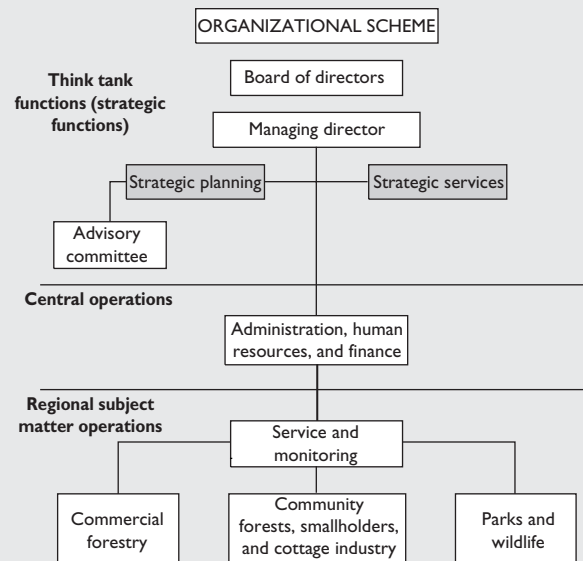 ORGANIZATIONAL SCHEME
Think tank
functions (strategic
functions)
Board of directors
Managing director
Strategic planning
Strategic services
Advisory
committee
Central operations
Administration, human
resources, and finance
Regional subject
matter operations
Service and
monitoring
Commercial
forestry
Community
forests, smallholders,
and cottage industry
Parks and
wildlife